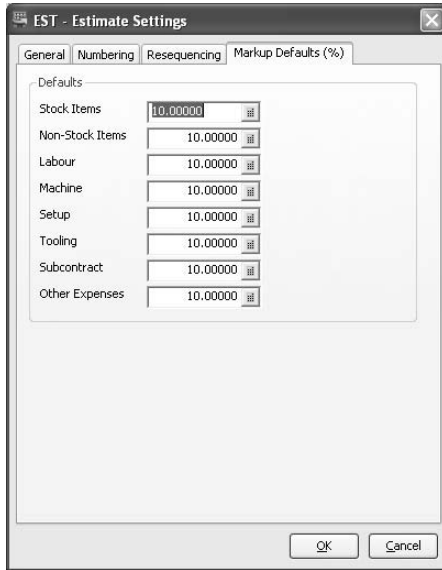 EST - Estimate Settings
General Numbering Resequencing Markup Defaults (%)
Defaults
Stock Items 10.00000
Non-Stock Items 10.00000
Labour 10.00000
Machine 10.00000
Setup 10.00000
Tooling 10.00000
Subcontract 10.00000
Other Expenses 10.00000
OK Cancel